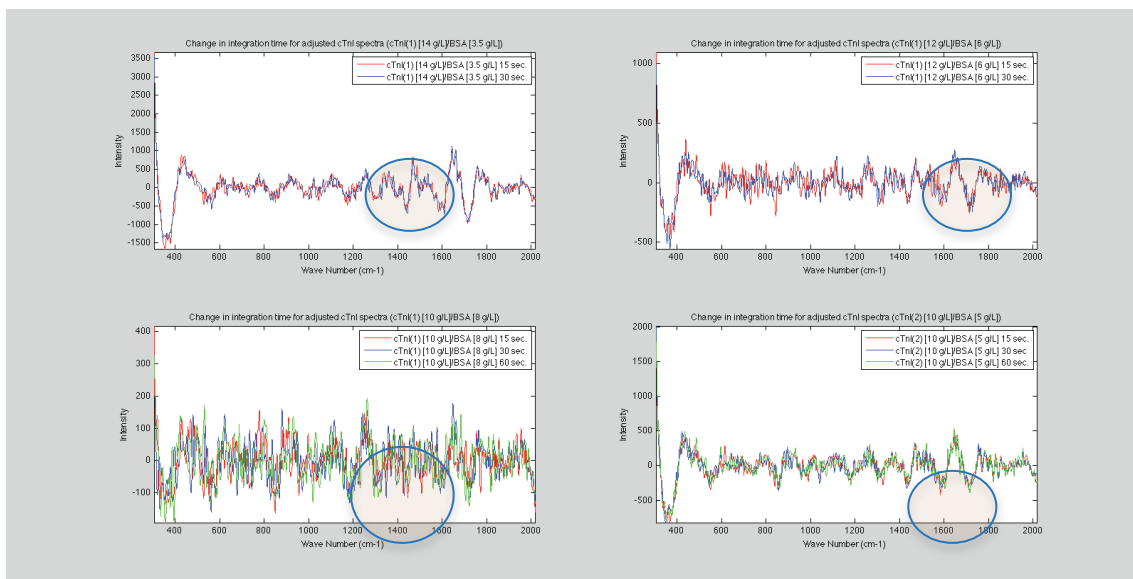 Change in integration time for adjusted cTnI spectra (cTnI(1) [14 g/L]/BSA [3.5 g/L])
3500
3000
2500
2000
1500
1000
500
0
-500
-1000
-1500
Intensity
cTnI(1) [14 g/L]/BSA [3.5 g/L] 15 sec.
cTnI(1) [14 g/L]/BSA [3.5 g/L] 30 sec.
400 600 800 1000 1200 1400 1600 1800 2000
Wave Number (cm-1)
Change in integration time for adjusted cTnI spectra (cTnI(1) [12 g/L]/BSA [6 g/L])
1000
500
0
-500
Intensity
cTnI(1) [12 g/L]/BSA [6 g/L] 15 sec.
cTnI(1) [12 g/L]/BSA [6 g/L] 30 sec.
400 600 800 1000 1200 1400 1600 1800 2000
Wave Number (cm-1)
Change in integration time for adjusted cTnI spectra (cTnI(1) [10 g/L]/BSA [8 g/L])
400
300
200
100
0
-100
Intensity
cTnI(1) [10 g/L]/BSA [8 g/L] 15 sec.
cTnI(1) [10 g/L]/BSA [8 g/L] 30 sec.
cTnI(1) [10 g/L]/BSA [8 g/L] 60 sec.
400 600 800 1000 1200 1400 1600 1800 2000
Wave Number (cm-1)
Change in integration time for adjusted cTnI spectra (cTnI(2) [10 g/L]/BSA [5 g/L])
2000
1500
1000
500
0
-500
Intensity
cTnI(2) [10 g/L]/BSA [5 g/L] 15 sec.
cTnI(2) [10 g/L]/BSA [5 g/L] 30 sec.
cTnI(2) [10 g/L]/BSA [5 g/L] 60 sec.
400 600 800 1000 1200 1400 1600 1800 2000
Wave Number (cm-1)